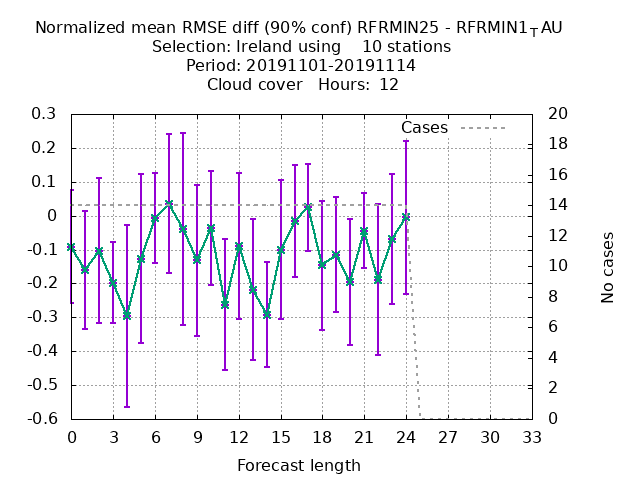 Normalized mean RMSE diff (90% conf) RFRMIN25 - RFRMIN1TAU
Selection: Ireland using 10 stations
Period: 20191101-20191114
Cloud cover Hours: 12
Cases
0.3
0.2
0.1
0
-0.1
-0.2
-0.3
-0.4
-0.5
-0.6
20
18
16
14
12
10
8
6
4
2
0
No cases
0 3 6 9 12 15 18 21 24 27 30 33
Forecast length